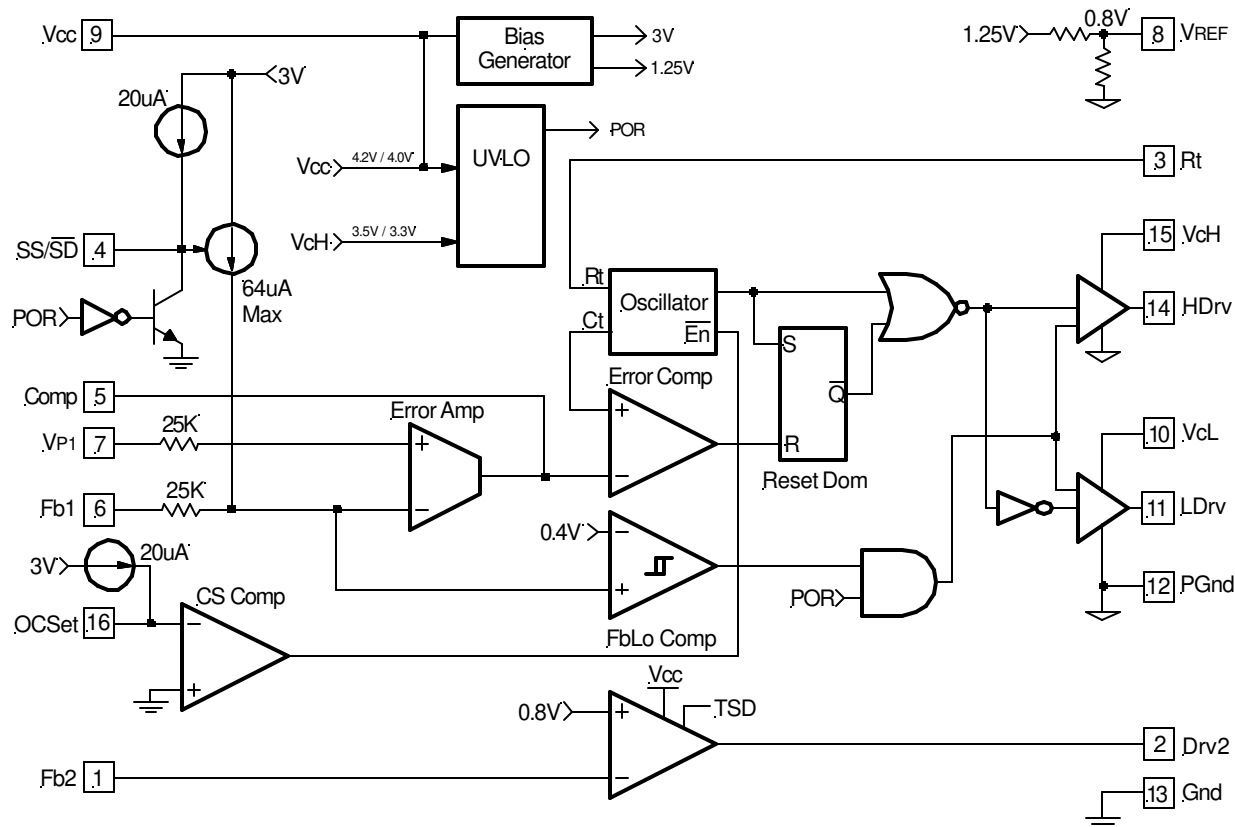 Vcc 9
Bias
Generator
3V
1.25V
1.25V
0.8V
8 VREF
3V
20uA
POR
UVLO
Vcc
4.2V / 4.0V
3 Rt
VcH
3.5V / 3.3V
SS/SD 4
64uA
Max
15 VcH
Rt
Oscillator
Ct
En
POR
14 HDrv
S
Q
R
Reset Dom
Error Comp
+
−
Comp 5
Error Amp
VP1 7
25K
+
−
10 VcL
Fb1 6
25K
11 LDrv
0.4V
−
+
FbLo Comp
3V
20uA
POR
12 PGnd
OCSet 16
CS Comp
−
+
Vcc
TSD
0.8V
+
−
2 Drv2
Fb2 1
13 Gnd